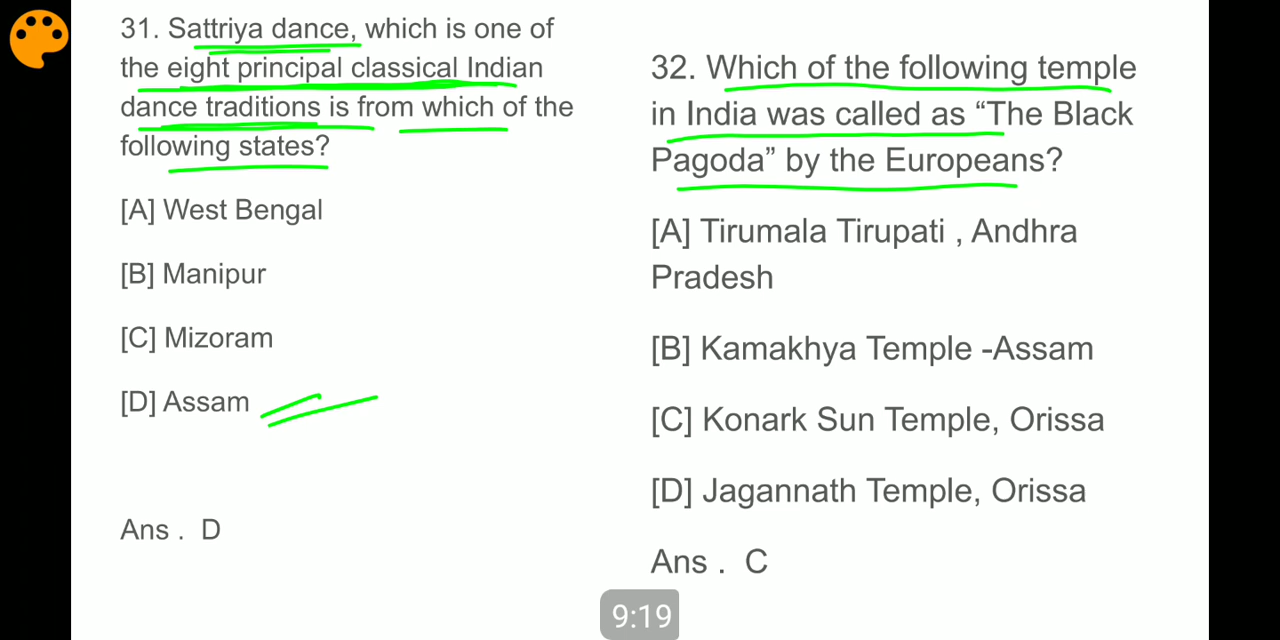 31. Sattriya dance, which is one of
the eight principal classical Indian
dance traditions is from which of the
following states?
[A] West Bengal
[B] Manipur
[C] Mizoram
[D] Assam
Ans . D
32. Which of the following temple
in India was called as “The Black
Pagoda” by the Europeans?
[A] Tirumala Tirupati , Andhra
Pradesh
[B] Kamakhya Temple -Assam
[C] Konark Sun Temple, Orissa
[D] Jagannath Temple, Orissa
Ans . C
9:19